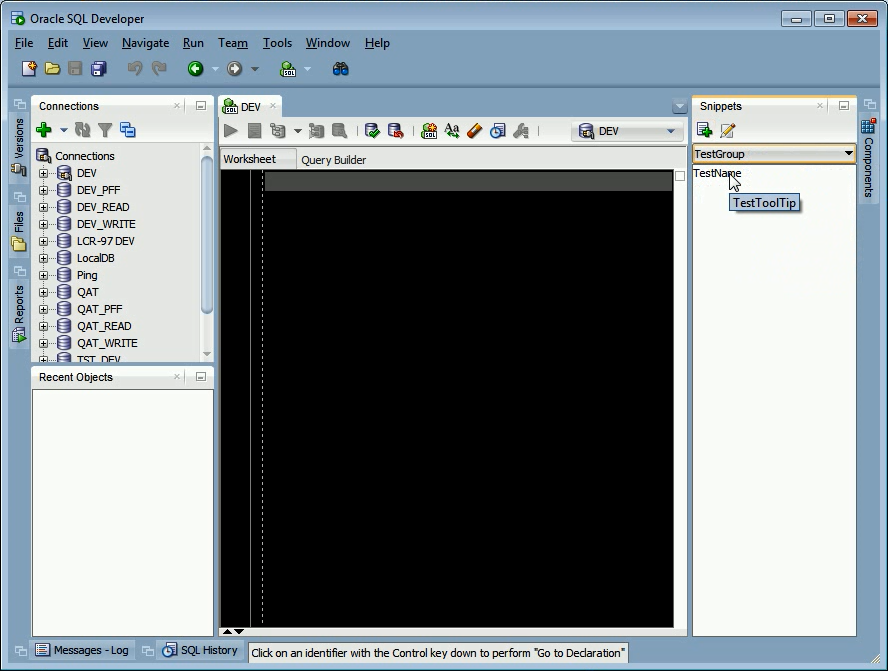 Oracle SQL Developer
File Edit View Navigate Run Team Tools Window Help
Versions
Files
Reports
Connections
Connections
DEV
DEV_PFF
DEV_READ
DEV_WRITE
LCR-97 DEV
LocalDB
Ping
QAT
QAT_PFF
QAT_READ
QAT_WRITE
TST_DEV
Recent Objects
DEV
SQL
Aa
DEV
Worksheet Query Builder
Snippets
TestGroup
TestName
TestToolTip
Components
Messages - Log
SQL History
Click on an identifier with the Control key down to perform "Go to Declaration"